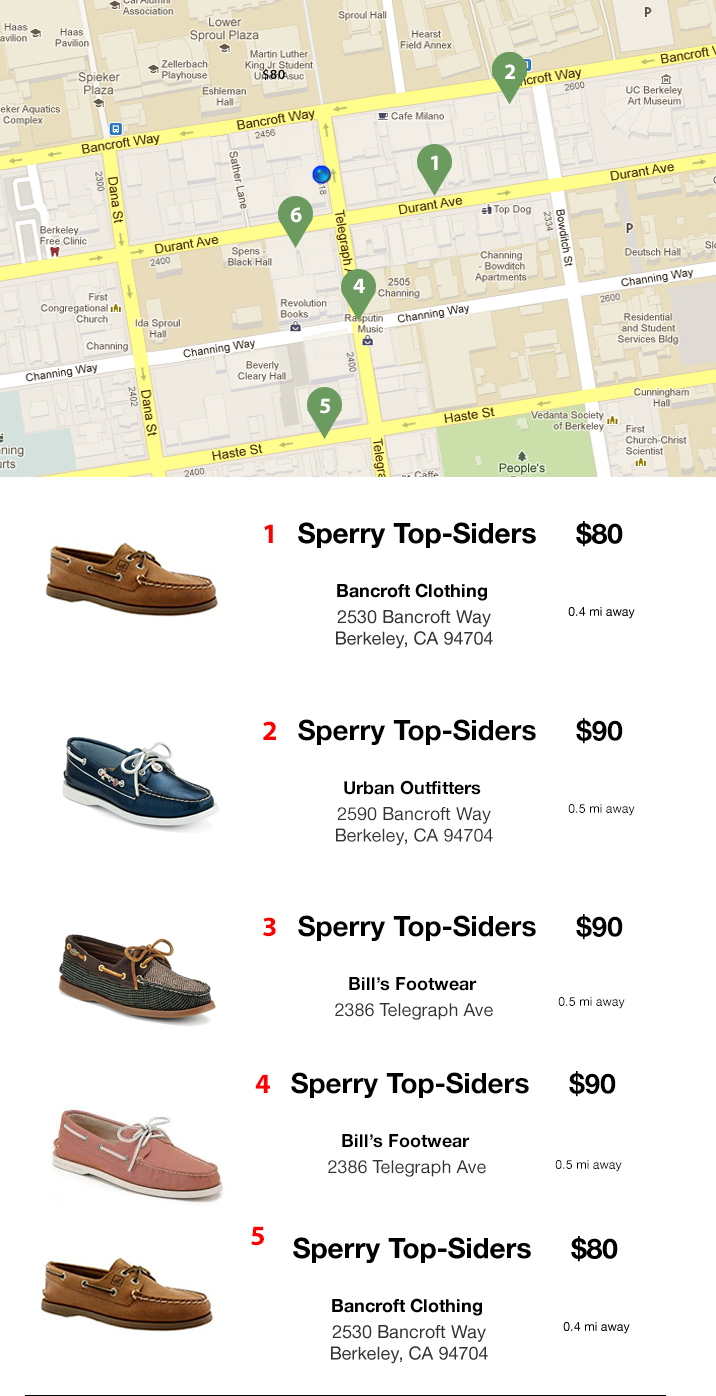 Cal Alumni
Association
Haas
Pavilion
Haas
Pavilion
Lower
Sproul Plaza
Sproul Hall
Hearst
Field Annex
P
Zellerbach
Playhouse
Martin Luther
King Jr Student
$80
Spieker
Plaza
Eshleman
Hall
2
Bancroft Way
ncroft Way
2600
UC Berkeley
Art Museum
eker Aquatics
Complex
Bancroft Way
2456
Cafe Milano
Bancroft Way
Sather Lane
1
Durant Ave
2300
Dana St
18
Durant Ave
6
Top Dog
Berkeley
Free Clinic
Durant Ave
2400
Telegraph A
2334
Bowditch St
P
Spens -
Black Hall
Channing
- Bowditch
Apartments
Deutsch Hall
Slo
4
2505
Channing
Channing Way
First
Congregational
Church
Revolution
Books
Rasputin
Music
Channing Way
2600
Ida Sproul
Hall
Residential
and Student
Services Bldg
Channing
Channing Way
2400
Channing Way
Beverly
Cleary Hall
2402
Dana St
5
Cunningham
Hall
Haste St
Vedanta Society
of Berkeley
Haste St
First
Church-Christ
Scientist
nning
urts
2400
Telegra
Caffe
People's
1 Sperry Top-Siders $80
Bancroft Clothing
2530 Bancroft Way
Berkeley, CA 94704
0.4 mi away
2 Sperry Top-Siders $90
Urban Outfitters
2590 Bancroft Way
Berkeley, CA 94704
0.5 mi away
3 Sperry Top-Siders $90
Bill's Footwear
2386 Telegraph Ave
0.5 mi away
4 Sperry Top-Siders $90
Bill's Footwear
2386 Telegraph Ave
0.5 mi away
5 Sperry Top-Siders $80
Bancroft Clothing
2530 Bancroft Way
Berkeley, CA 94704
0.4 mi away